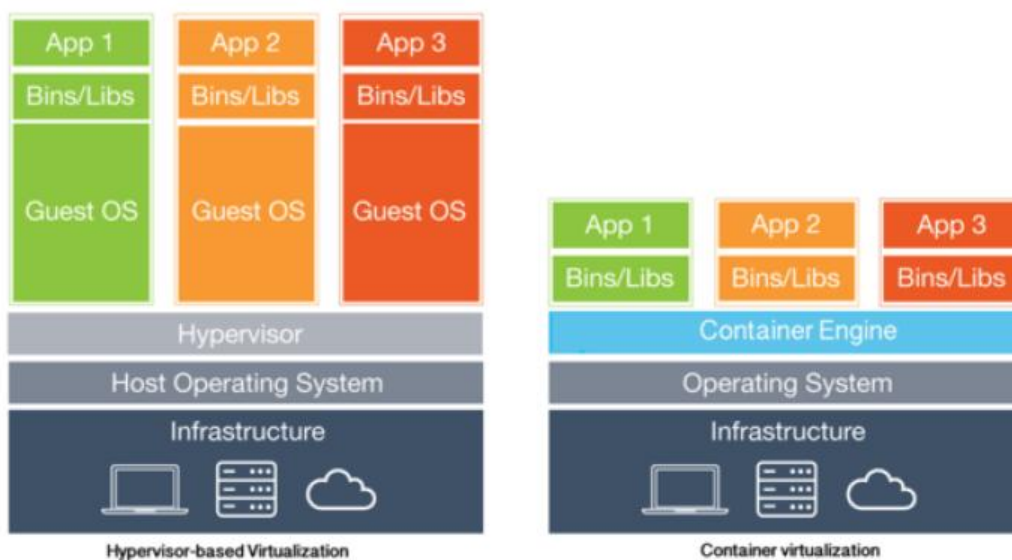 App 1
App 2
App 3
Bins/Libs
Bins/Libs
Bins/Libs
Guest OS
Guest OS
Guest OS
Hypervisor
Host Operating System
Infrastructure
Hypervisor-based Virtualization
App 1
App 2
App 3
Bins/Libs
Bins/Libs
Bins/Libs
Container Engine
Operating System
Infrastructure
Container virtualization